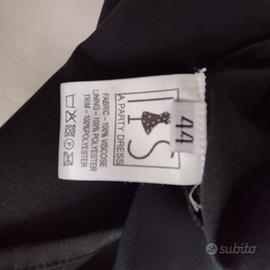 I S
A PARTY DRESS
44
FABRIC - 100% VISCOSE
LINING - 100% POLYESTER
TRIM - 100% POLYESTER
subito